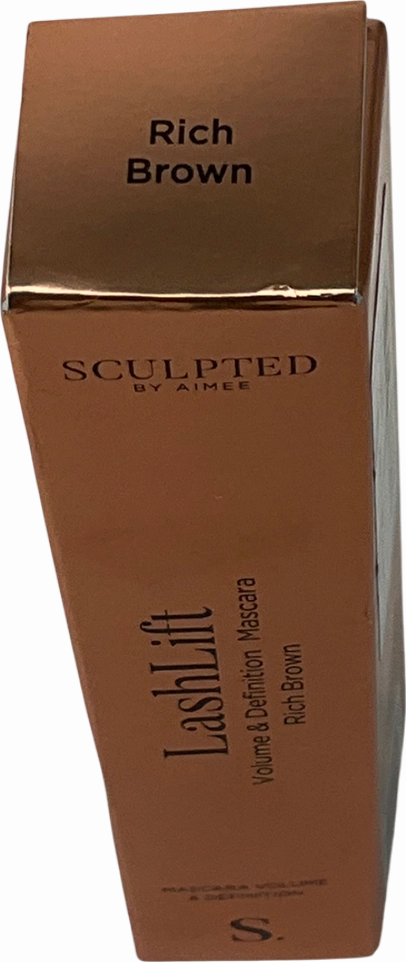 Rich
Brown
SCULPTED
BY AIMEE
LashLift
Volume & Definition Mascara
Rich Brown
MASCARA VOLUME
& DEFINITION
S.